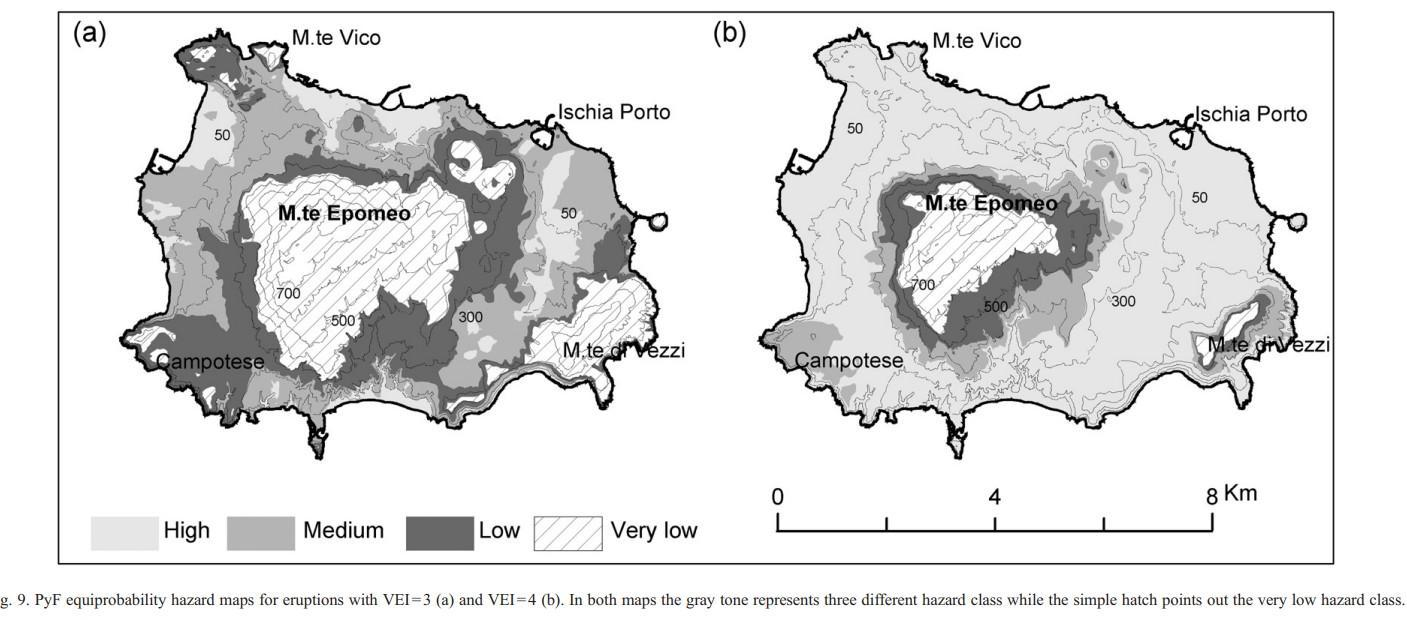 (a)
M.te Vico
Ischia Porto
50
M.te Epomeo
50
700
500
300
Campotese
M.te di Vezzi
(b)
M.te Vico
Ischia Porto
50
50
M.te Epomeo
700
500
300
Campotese
M.te di Vezzi
0 4 8 Km
High Medium Low Very low
g. 9. PyF equiprobability hazard maps for eruptions with VEI=3 (a) and VEI=4 (b). In both maps the gray tone represents three different hazard class while the simple hatch points out the very low hazard class.